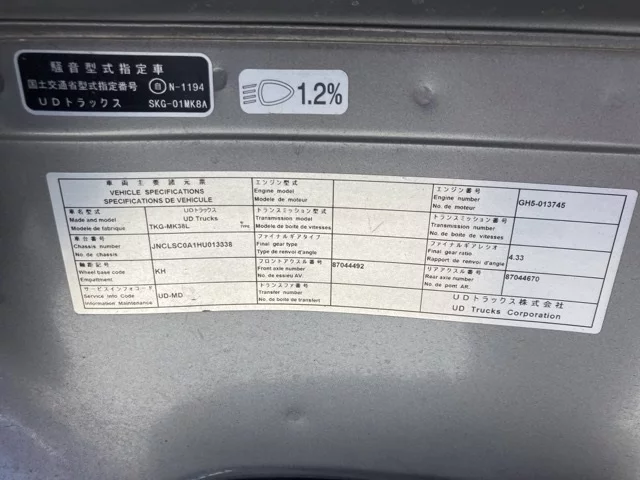 騒音型式指定車
国土交通省型式指定番号 自 N-1194
UDトラックス SKG-01MK8A
1.2%
車両主要諸元票
VEHICLE SPECIFICATIONS
SPECIFICATIONS DE VEHICULE
車名型式 UDトラックス
Made and model UD Trucks
Modèle de fabrique TKG-MK38L
車台番号
Chassis number JNCLSC0A1HU013038
No. de chassis
軸距記号
Wheel base code KH
Empattment
サービスインフォコード
Service Info Code UD-MD
Information Maintenance
エンジン型式
Engine model
Modele de moteur
トランスミッション型式
Transmission model
Modèle de boite de vitesses
ファイナルギアタイプ
Final gear type
Type de renvoi d'angle
フロントアクスル番号 87044492
Front axle number
No. de essieu AV.
トランスファ番号
Transfer number
No. de boite de transfert
エンジン番号
Engine number GH5-013745
No. de moteur
トランスミッション番号
Transmission number
No. de boite de vitesses
ファイナルギアレシオ
Final gear ratio 4.33
Rapport de renvoi d'angle
リアアクスル番号 87044670
Rear axle number
No. de pont AR.
UDトラックス株式会社
UD Trucks Corporation